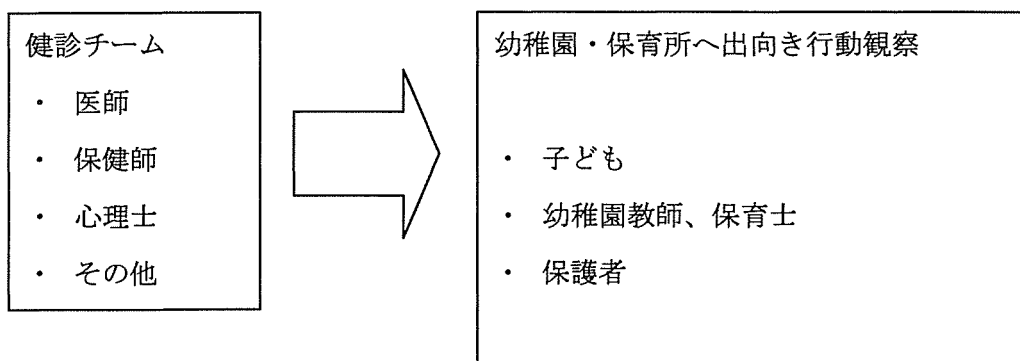 健診チーム
・ 医師
・ 保健師
・ 心理士
・ その他
幼稚園・保育所へ出向き行動観察
・ 子ども
・ 幼稚園教師、保育士
・ 保護者